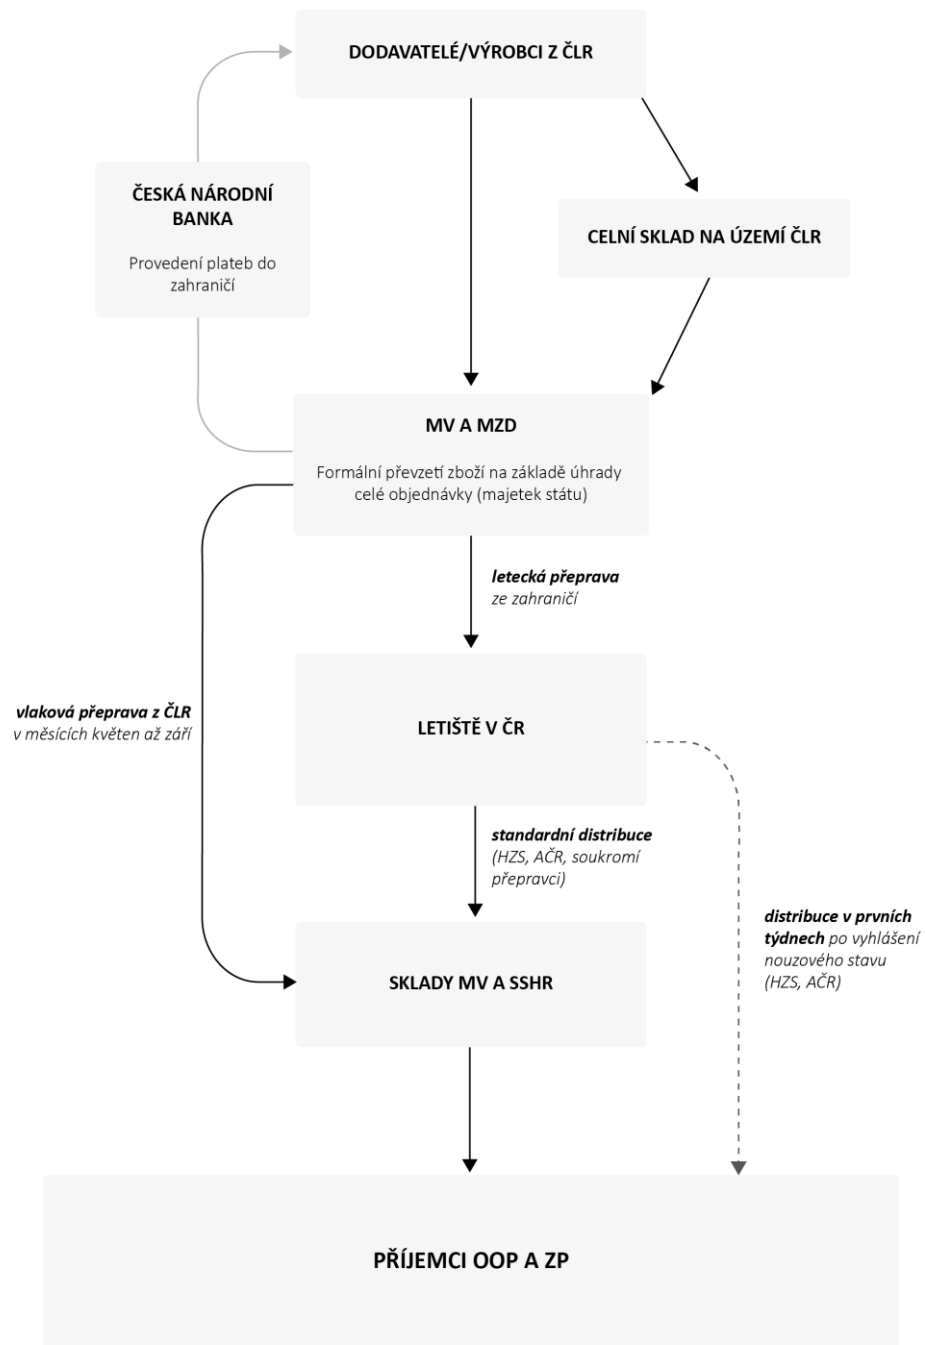 DODAVATELÉ/VÝROBCI Z ČLR
ČESKÁ NÁRODNÍ
BANKA
Provedení plateb do
zahraničí
CELNÍ SKLAD NA ÚZEMÍ ČLR
MV A MZD
Formální převzetí zboží na základě úhrady
celé objednávky (majetek státu)
letecká přeprava
ze zahraničí
vlaková přeprava z ČLR
v měsících květen až září
LETIŠTĚ V ČR
standardní distribuce
(HZS, AČR, soukromí
přepravci)
distribuce v prvních
týdnech po vyhlášení
nouzového stavu
(HZS, AČR)
SKLADY MV A SSHR
PŘÍJEMCI OOP A ZP